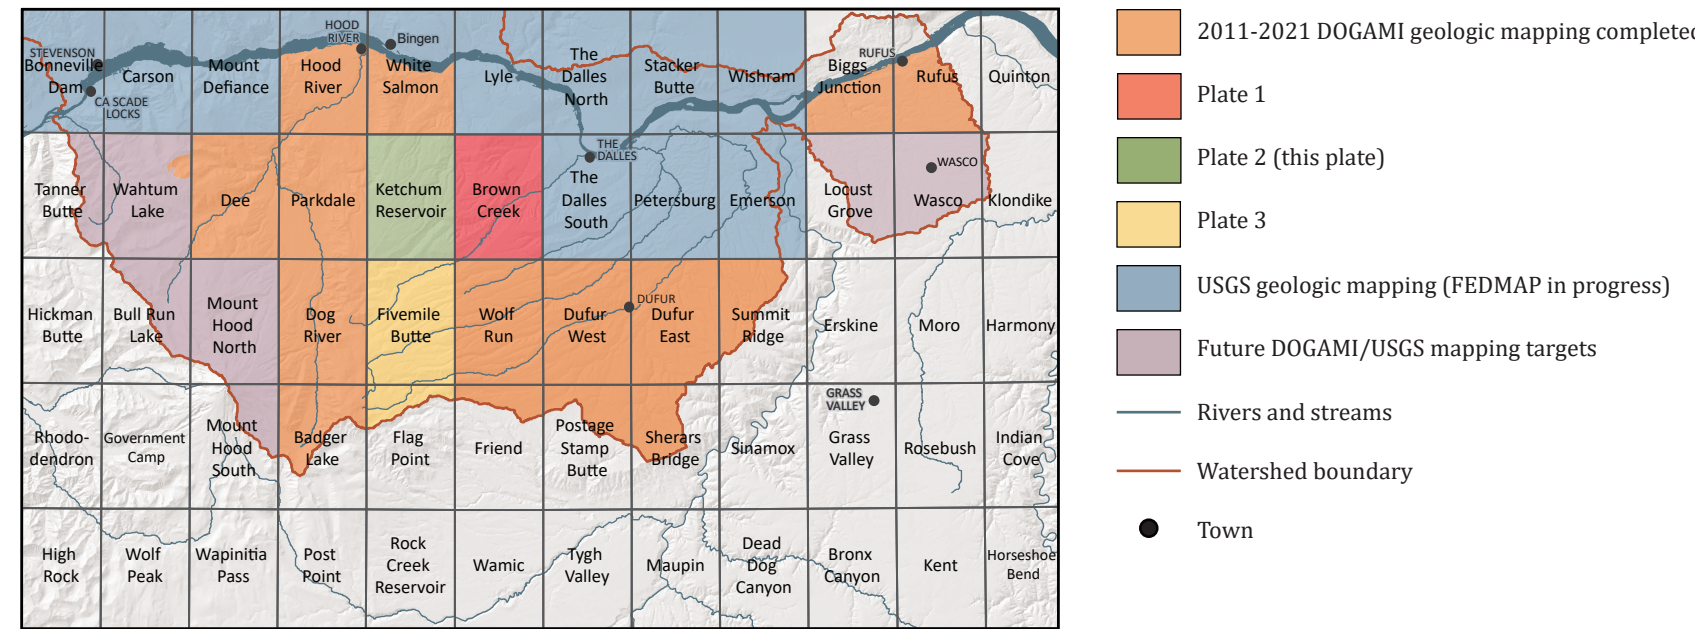 HOOD
RIVER
Bingen
STEVENSON
Bonneville
Dam
CASCADE
LOCKS
Carson
Mount
Defiance
Hood
River
White
Salmon
Lyle
The
Dalles
North
Stacker
Butte
Wishram
RUFUS
Biggs
Junction
Rufus
Quinton
Tanner
Butte
Wahtum
Lake
Dee
Parkdale
Ketchum
Reservoir
Brown
Creek
THE
DALLES
The
Dalles
South
Petersburg
Emerson
Locust
Grove
WASCO
Wasco
Klondike
Hickman
Butte
Bull Run
Lake
Mount
Hood
North
Dog
River
Fivemile
Butte
Wolf
Run
Dufur
West
DUFUR
Dufur
East
Summit
Ridge
Erskine
Moro
Harmony
Rhodo-
dendron
Government
Camp
Mount
Hood
South
Badger
Lake
Flag
Point
Friend
Postage
Stamp
Butte
Sherars
Bridge
Sinamox
GRASS
VALLEY
Grass
Valley
Rosebush
Indian
Cove
High
Rock
Wolf
Peak
Wapinitia
Pass
Post
Point
Rock
Creek
Reservoir
Wamic
Tygh
Valley
Maupin
Dead
Dog
Canyon
Bronx
Canyon
Kent
Horseshoe
Bend
2011-2021 DOGAMI geologic mapping completed
Plate 1
Plate 2 (this plate)
Plate 3
USGS geologic mapping (FEDMAP in progress)
Future DOGAMI/USGS mapping targets
Rivers and streams
Watershed boundary
Town